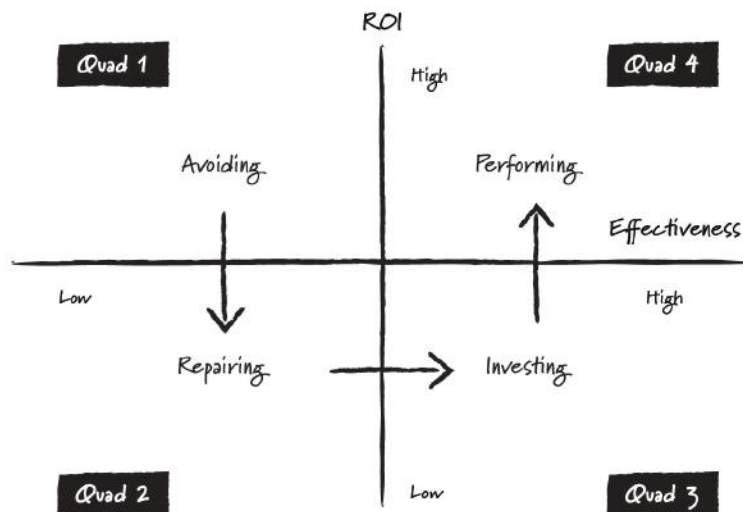 ROI
Quad 1
Quad 4
High
Avoiding
Performing
Effectiveness
Low
High
Repairing
Investing
Quad 2
Low
Quad 3